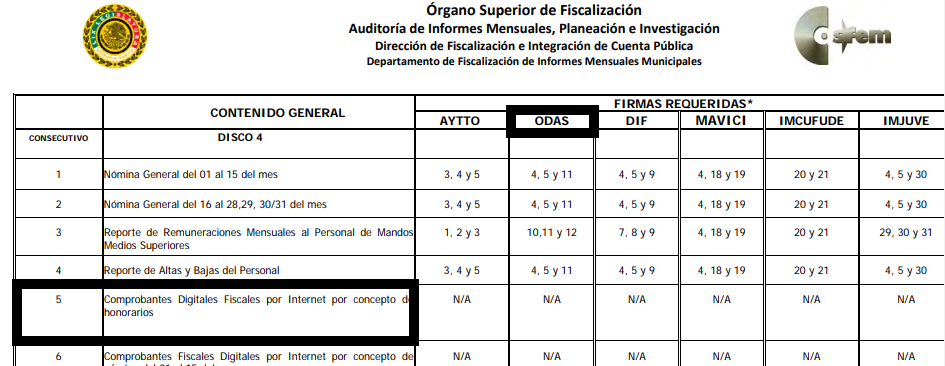 Órgano Superior de Fiscalización
Auditoría de Informes Mensuales, Planeación e Investigación
Dirección de Fiscalización e Integración de Cuenta Pública
Departamento de Fiscalización de Informes Mensuales Municipales
LIX LEGISLATURA
Osfem
CONTENIDO GENERAL FIRMAS REQUERIDAS*
AYTTO ODAS DIF MAVICI IMCUFUDE IMJUVE
CONSECUTIVO DISCO 4
1 Nómina General del 01 al 15 del mes 3, 4 y 5 4, 5 y 11 4, 5 y 9 4, 18 y 19 20 y 21 4, 5 y 30
2 Nómina General del 16 al 28,29, 30/31 del mes 3, 4 y 5 4, 5 y 11 4, 5 y 9 4, 18 y 19 20 y 21 4, 5 y 30
3 Reporte de Remuneraciones Mensuales al Personal de Mandos 1, 2 y 3 10,11 y 12 7, 8 y 9 4, 18 y 19 20 y 21 29, 30 y 31
Medios Superiores
4 Reporte de Altas y Bajas del Personal 3, 4 y 5 4, 5 y 11 4, 5 y 9 4, 18 y 19 20 y 21 4, 5 y 30
5 Comprobantes Digitales Fiscales por Internet por concepto de N/A N/A N/A N/A N/A N/A
honorarios
6 Comprobantes Fiscales Digitales por Internet por concepto de N/A N/A N/A N/A N/A N/A